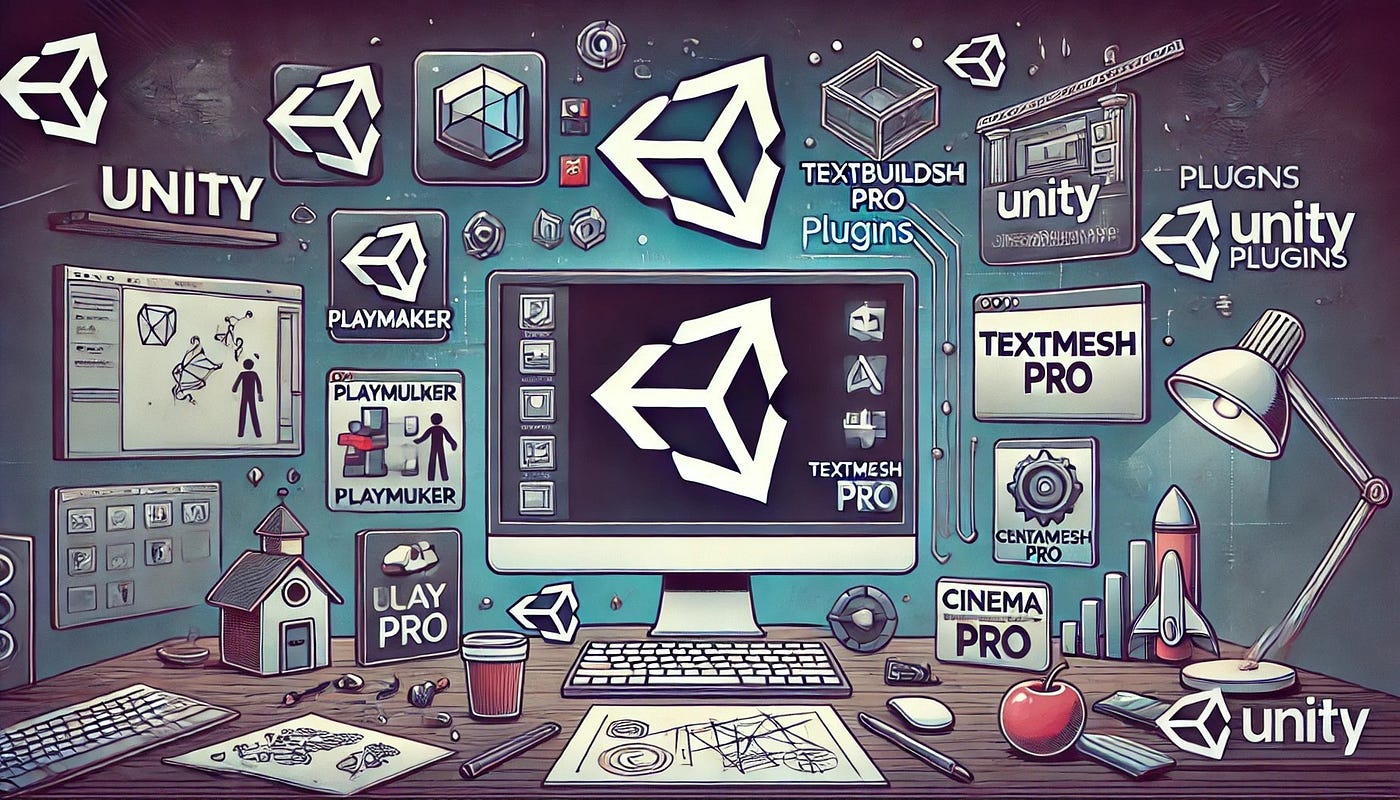 UNITY
TEXTBUILDSH
PRO
Plugins
unity
PLUGNS
unity
PLUGINS
PLAYMAKER
PLAYMULKER
PLAYMUKER
TEXTMESH
PRO
TEXTMESH
PRO
CENTAMESH
PRO
ULAY
PRO
CINEMA
PRO
unity